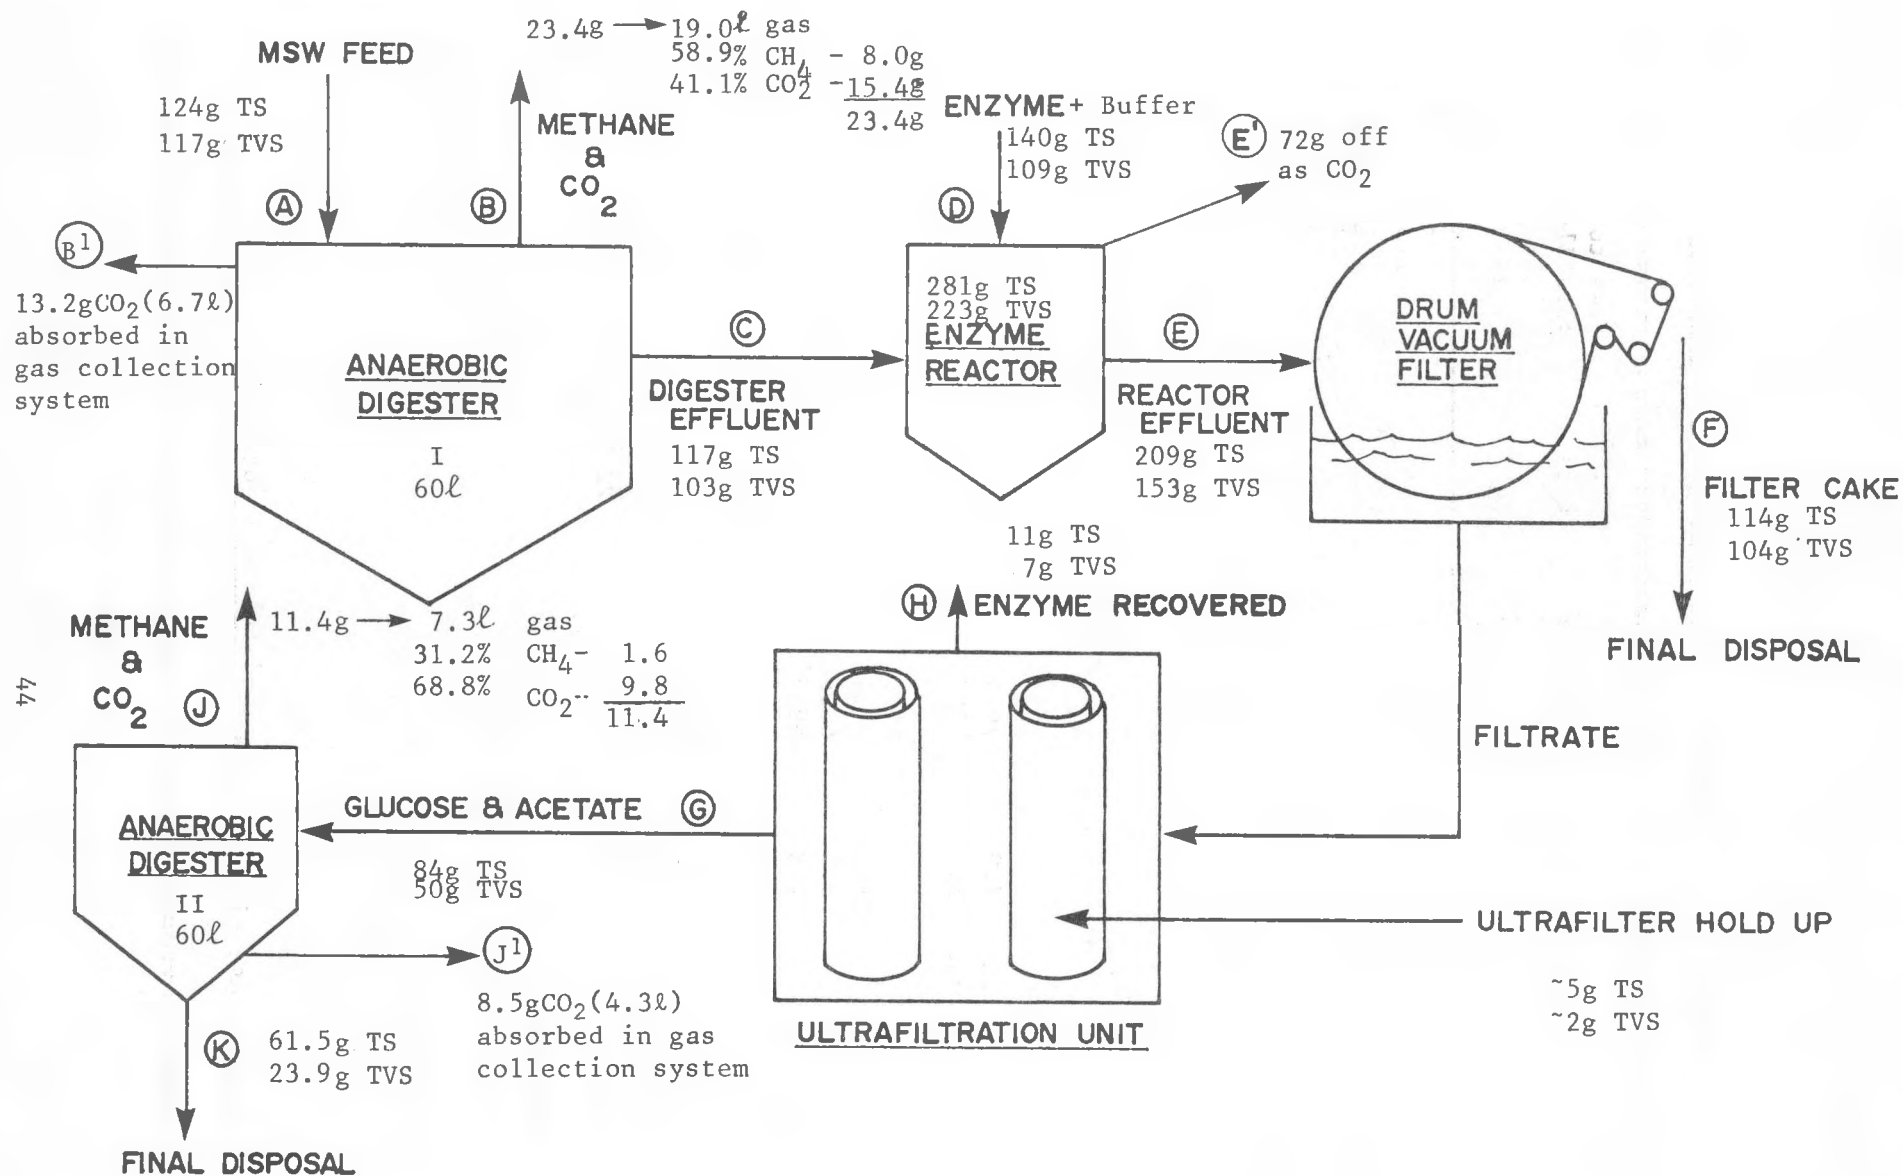 23.4g → 19.0ℓ gas
58.9% CH4 - 8.0g
41.1% CO2 - 15.4g
23.4g
MSW FEED
124g TS
117g TVS
METHANE
&
CO2
ENZYME + Buffer
140g TS
109g TVS
E' 72g off
as CO2
A
B
D
B1
13.2gCO2(6.7ℓ)
absorbed in
gas collection
system
ANAEROBIC
DIGESTER
I
60ℓ
C
DIGESTER
EFFLUENT
117g TS
103g TVS
281g TS
223g TVS
ENZYME
REACTOR
E
REACTOR
EFFLUENT
209g TS
153g TVS
DRUM
VACUUM
FILTER
F
FILTER CAKE
114g TS
104g TVS
FINAL DISPOSAL
11g TS
7g TVS
H ENZYME RECOVERED
METHANE
&
CO2
J
11.4g → 7.3ℓ gas
31.2% CH4- 1.6
68.8% CO2-- 9.8
11.4
44
FILTRATE
GLUCOSE & ACETATE G
84g TS
50g TVS
ANAEROBIC
DIGESTER
II
60ℓ
J1
8.5gCO2(4.3ℓ)
absorbed in gas
collection system
ULTRAFILTER HOLD UP
~5g TS
~2g TVS
ULTRAFILTRATION UNIT
K
61.5g TS
23.9g TVS
FINAL DISPOSAL